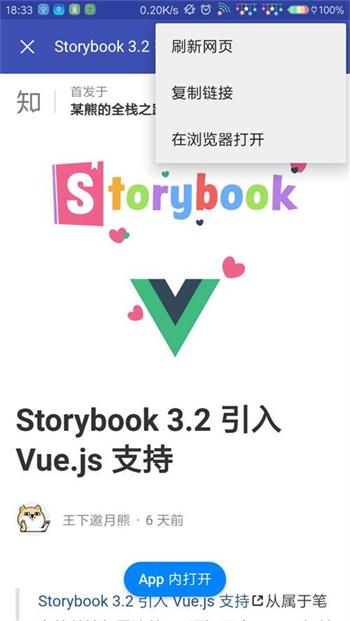 18:33
0.20K/s
100%
Storybook 3.2
刷新网页
复制链接
在浏览器打开
知
首发于
某熊的全栈之路
Storybook
Storybook 3.2 引入
Vue.js 支持
王下邀月熊 · 6 天前
App 内打开
Storybook 3.2 引入 Vue.js 支持 从属于笔